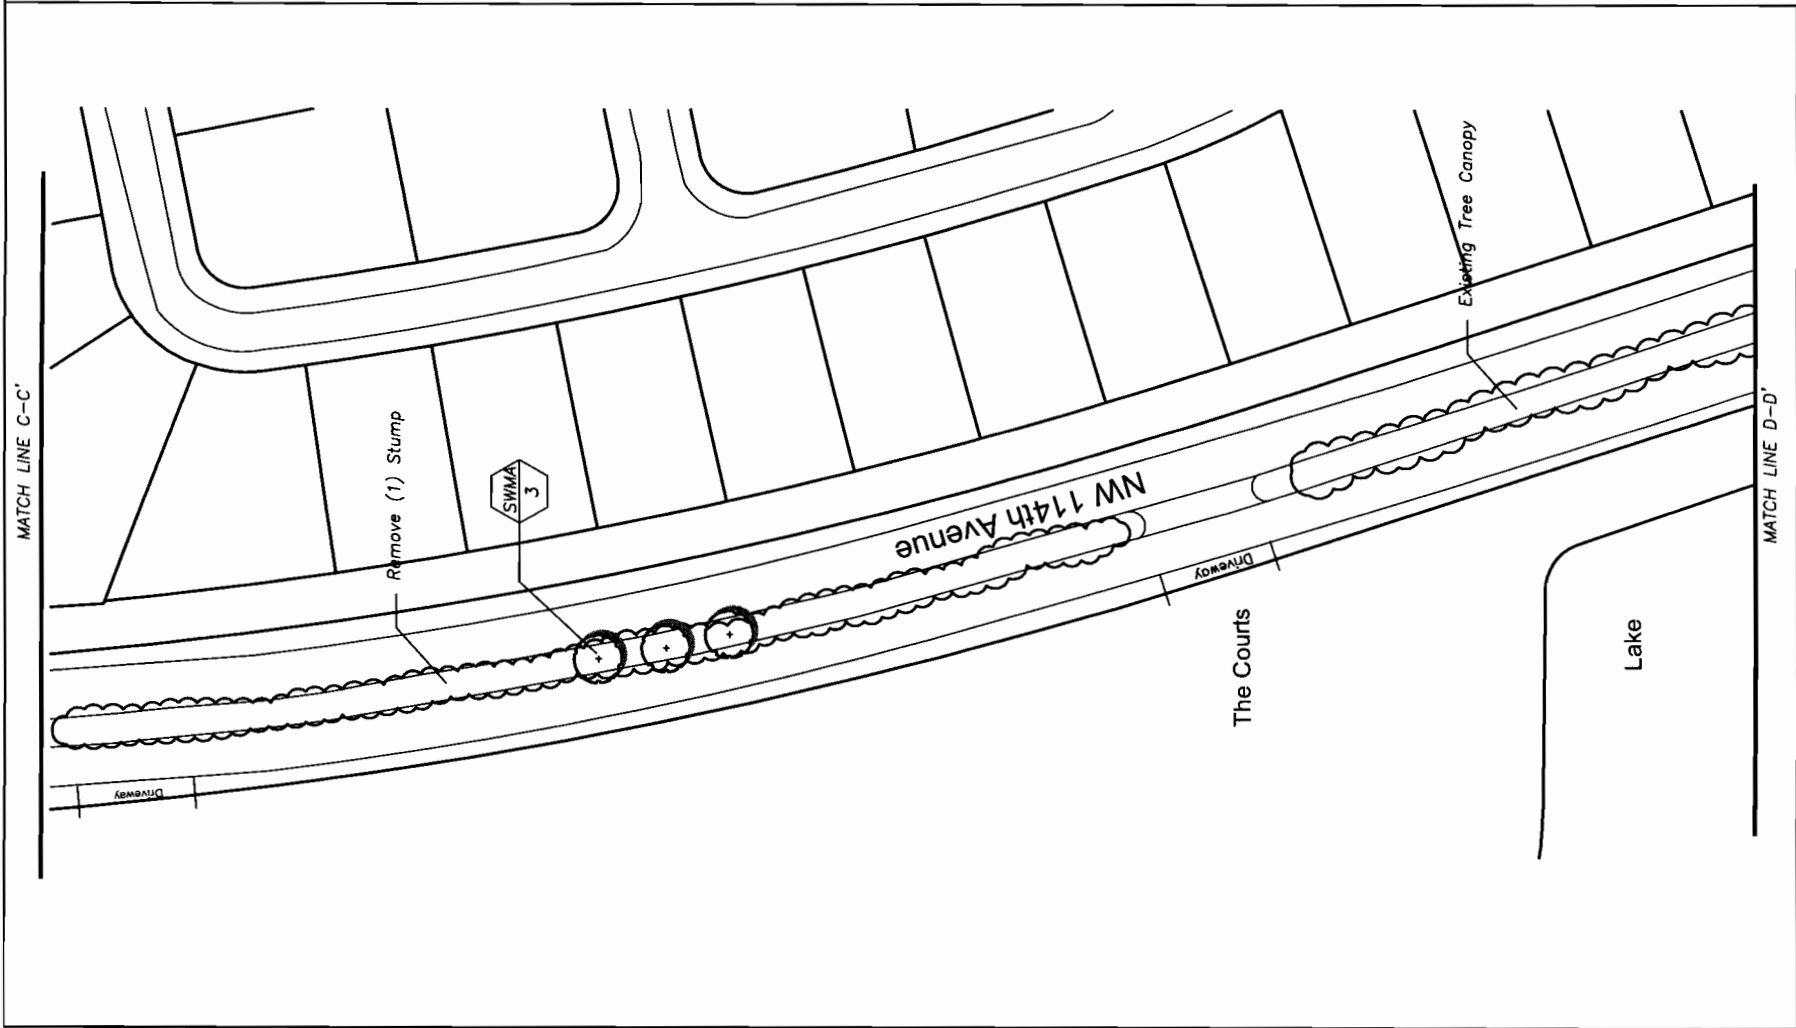 MATCH LINE C-C'
Remove (1) Stump
SWMA
3
NW 114th Avenue
Existing Tree Canopy
Driveway
Driveway
The Courts
Lake
MATCH LINE D-D'